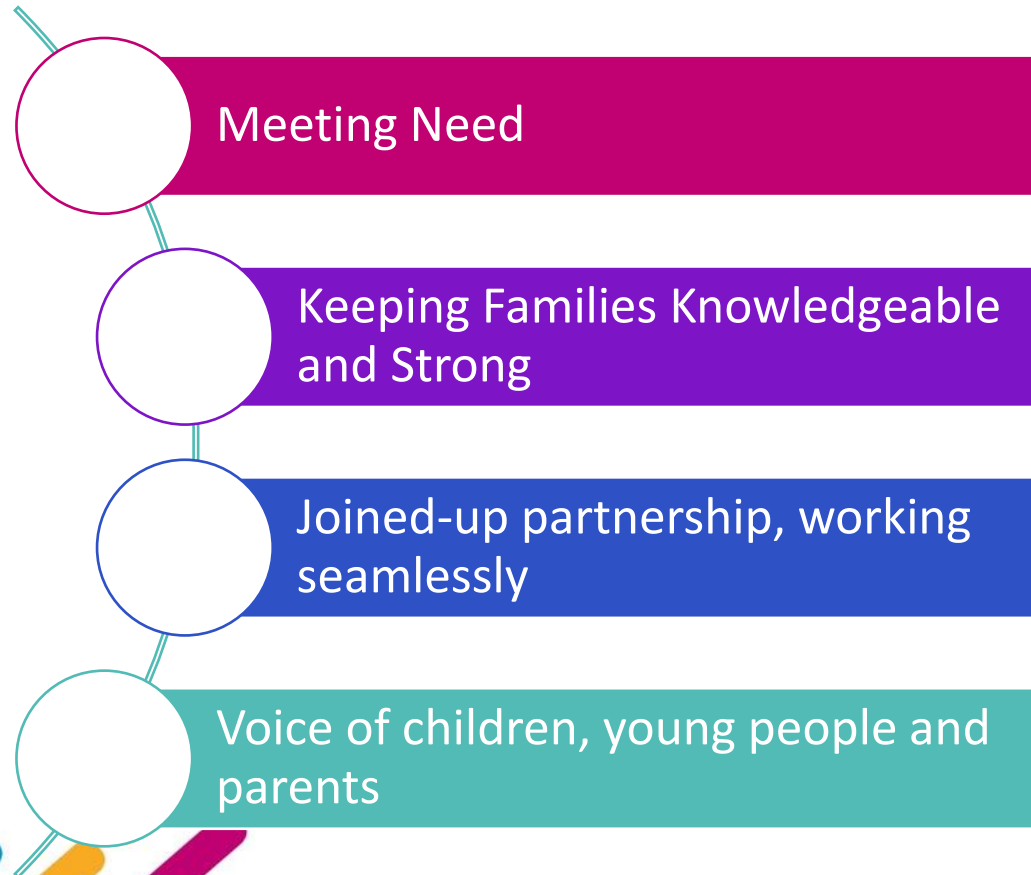 Meeting Need
Keeping Families Knowledgeable
and Strong
Joined-up partnership, working
seamlessly
Voice of children, young people and
parents